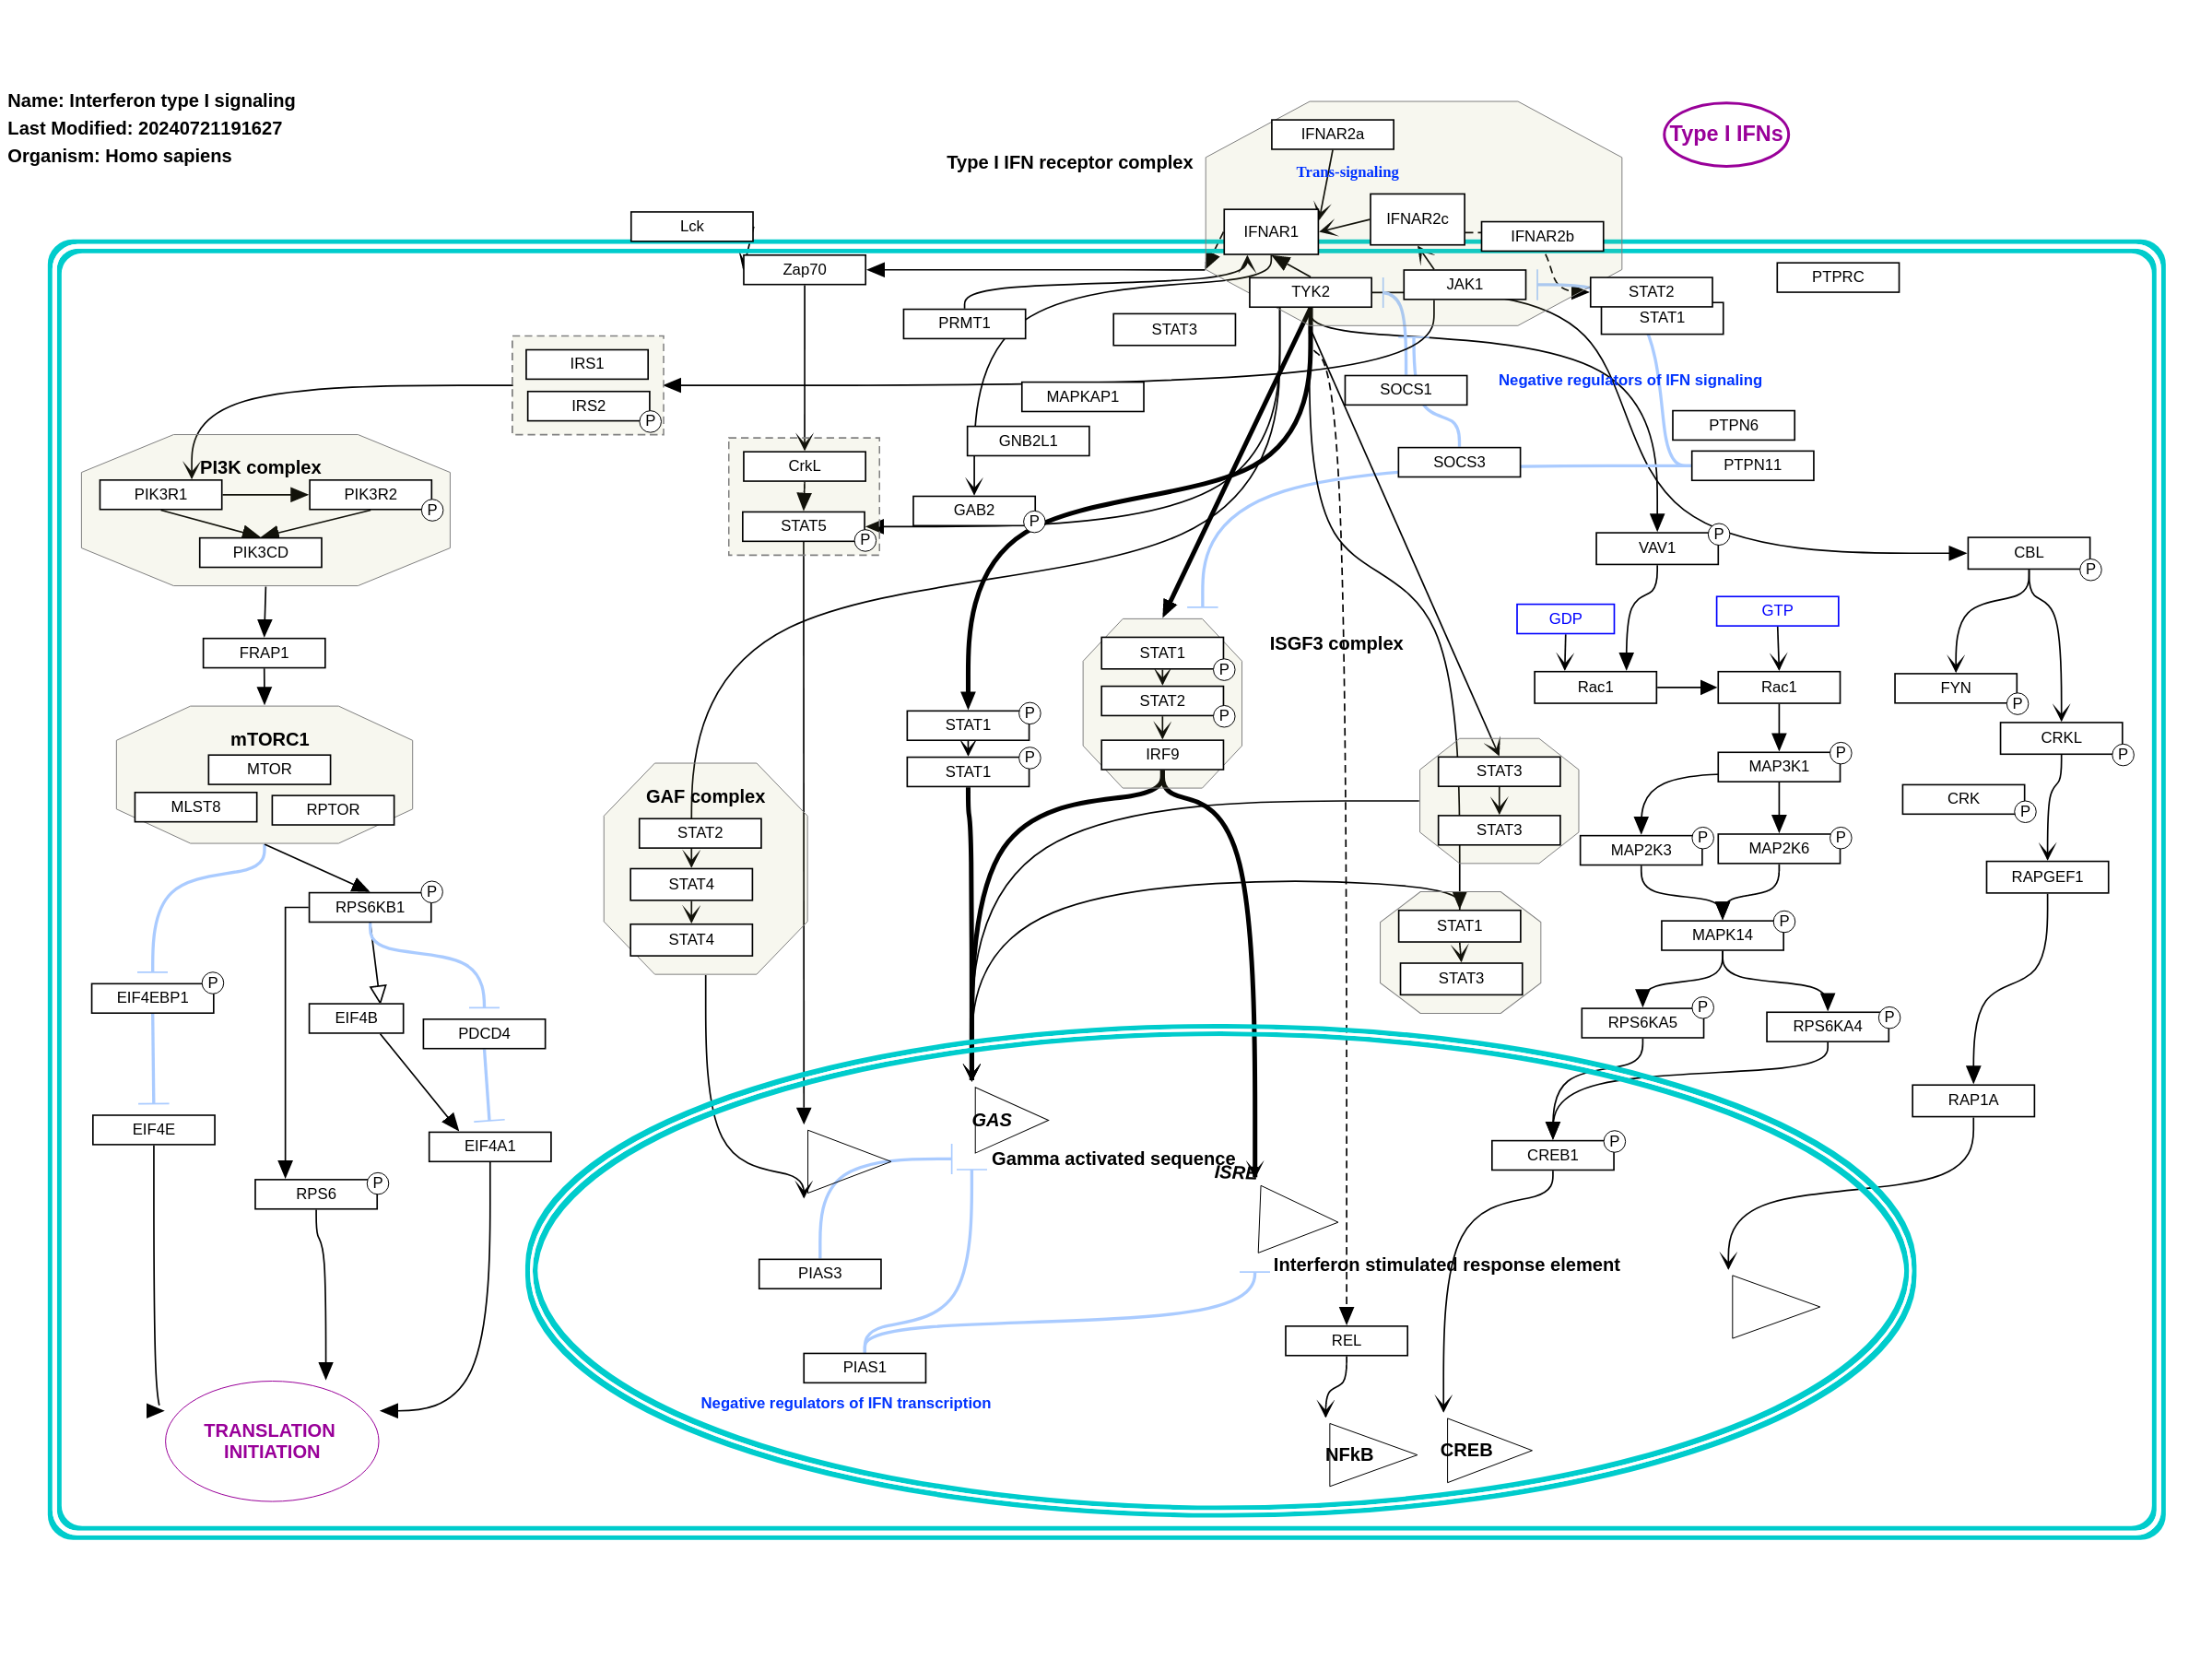 Name: Interferon type I signaling
Last Modified: 20240721191627
Organism: Homo sapiens
Type I IFNs
IFNAR2a
Type I IFN receptor complex
Trans-signaling
Lck
IFNAR1
IFNAR2c
IFNAR2b
Zap70
PTPRC
TYK2
JAK1
STAT2
STAT1
PRMT1
STAT3
IRS1
IRS2
P
MAPKAP1
SOCS1
Negative regulators of IFN signaling
PTPN6
GNB2L1
PI3K complex
CrkL
SOCS3
PTPN11
PIK3R1
PIK3R2
P
GAB2
P
STAT5
P
PIK3CD
VAV1
P
CBL
P
GDP
GTP
FRAP1
ISGF3 complex
STAT1
P
STAT2
P
IRF9
Rac1
Rac1
FYN
P
STAT1
P
STAT1
P
CRKL
P
mTORC1
MTOR
MLST8
RPTOR
MAP3K1
P
STAT3
STAT3
CRK
P
GAF complex
STAT2
STAT4
STAT4
MAP2K3
P
MAP2K6
P
RAPGEF1
RPS6KB1
P
STAT1
STAT3
MAPK14
P
EIF4EBP1
P
EIF4B
PDCD4
RPS6KA5
P
RPS6KA4
P
RAP1A
EIF4E
EIF4A1
GAS
Gamma activated sequence
ISRE
CREB1
P
RPS6
P
PIAS3
Interferon stimulated response element
REL
PIAS1
Negative regulators of IFN transcription
TRANSLATION
INITIATION
NFkB
CREB